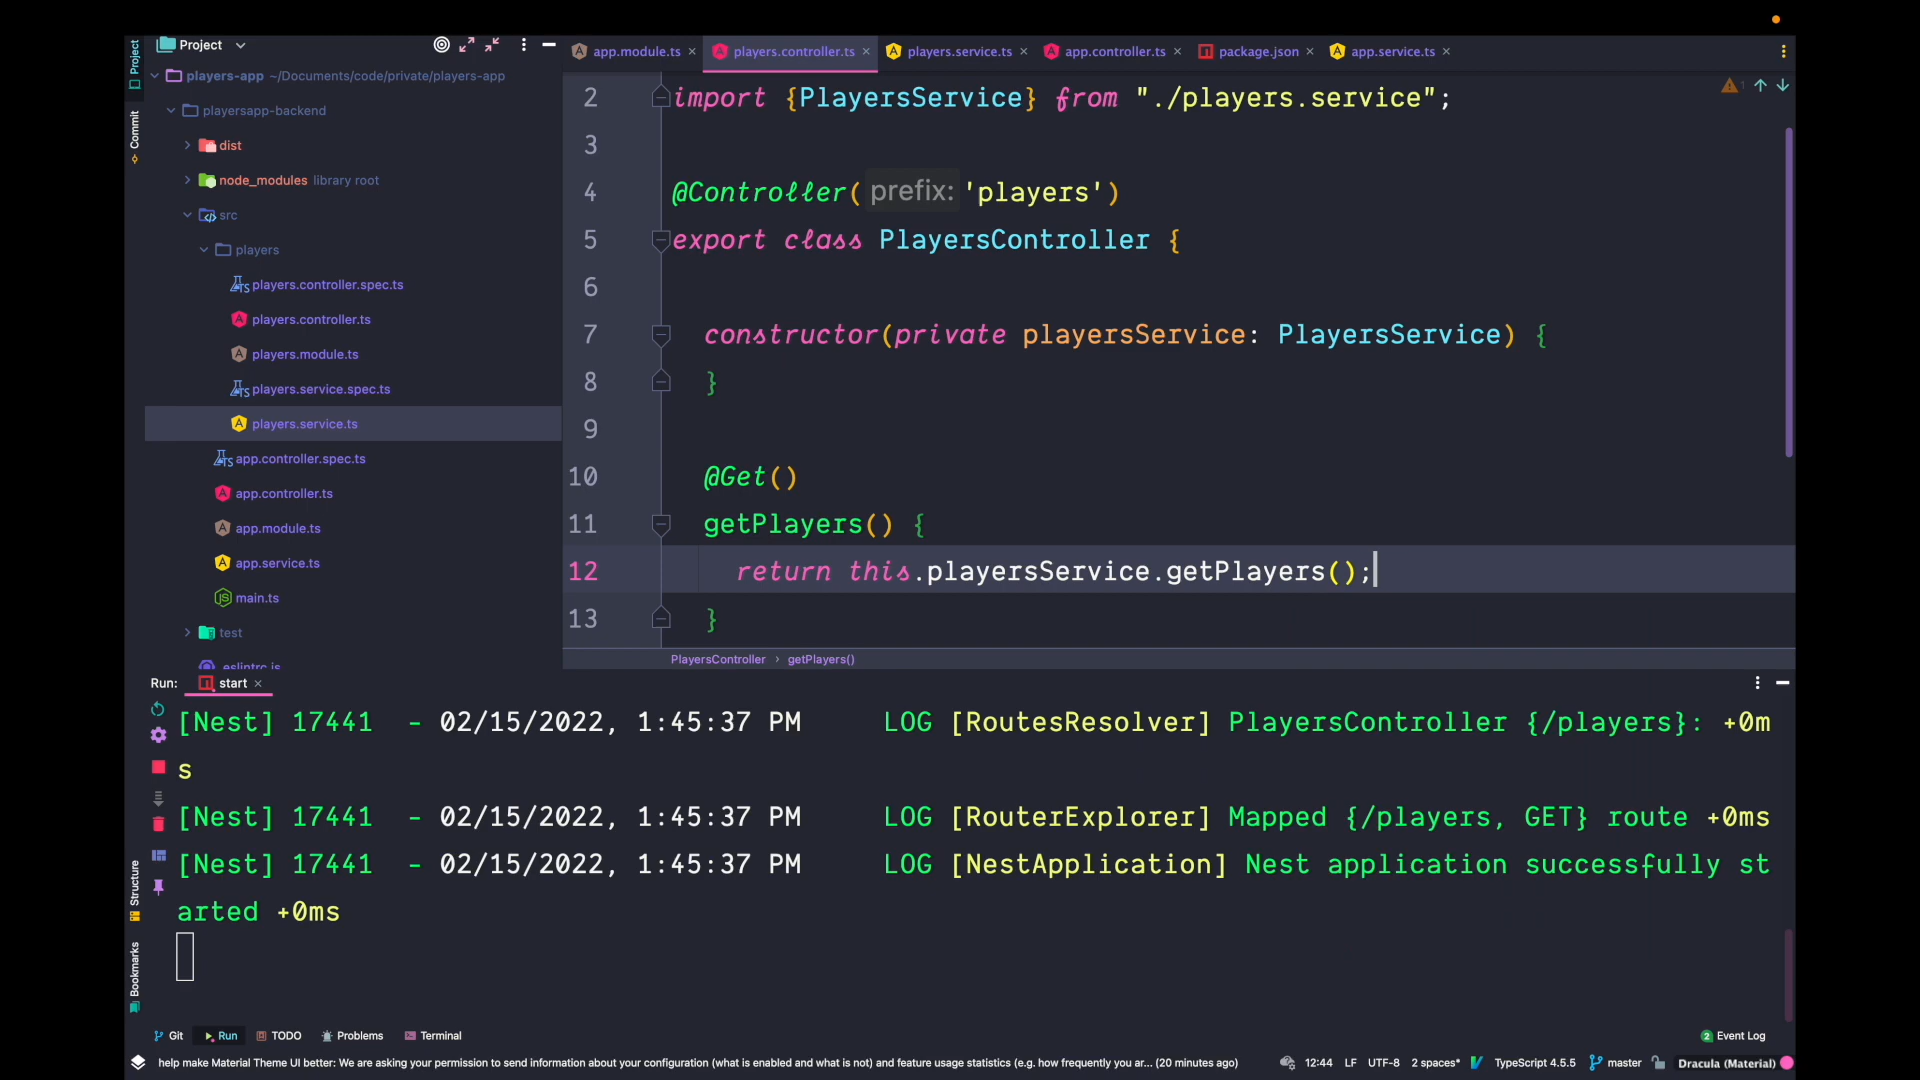 Project
app.module.ts
players.controller.ts
players.service.ts
app.controller.ts
package.json
app.service.ts
Project
Commit
players-app ~/Documents/code/private/players-app
playersapp-backend
dist
node_modules library root
src
players
players.controller.spec.ts
players.controller.ts
players.module.ts
players.service.spec.ts
players.service.ts
app.controller.spec.ts
app.controller.ts
app.module.ts
app.service.ts
main.ts
test
.eslintrc.js
1
2 import {PlayersService} from "./players.service";
3
4 @Controller( prefix: 'players')
5 export class PlayersController {
6
7 constructor(private playersService: PlayersService) {
8 }
9
10 @Get()
11 getPlayers() {
12 return this.playersService.getPlayers();
13 }
PlayersController › getPlayers()
Run: start
[Nest] 17441 - 02/15/2022, 1:45:37 PM LOG [RoutesResolver] PlayersController {/players}: +0m
s
[Nest] 17441 - 02/15/2022, 1:45:37 PM LOG [RouterExplorer] Mapped {/players, GET} route +0ms
[Nest] 17441 - 02/15/2022, 1:45:37 PM LOG [NestApplication] Nest application successfully st
arted +0ms
Structure
Bookmarks
Git Run TODO Problems Terminal 2 Event Log
help make Material Theme UI better: We are asking your permission to send information about your configuration (what is enabled and what is not) and feature usage statistics (e.g. how frequently you ar... (20 minutes ago) 12:44 LF UTF-8 2 spaces* TypeScript 4.5.5 master Dracula (Material)